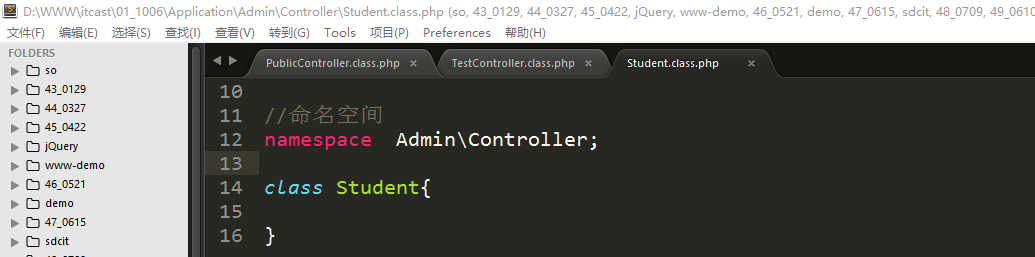 D:\WWW\itcast\01_1006\Application\Admin\Controller\Student.class.php (so, 43_0129, 44_0327, 45_0422, jQuery, www-demo, 46_0521, demo, 47_0615, sdcit, 48_0709, 49_0610
文件(F) 编辑(E) 选择(S) 查找(I) 查看(V) 转到(G) Tools 项目(P) Preferences 帮助(H)
FOLDERS
so
43_0129
44_0327
45_0422
jQuery
www-demo
46_0521
demo
47_0615
sdcit
PublicController.class.php × TestController.class.php × Student.class.php ×
10
11 //命名空间
12 namespace  Admin\Controller;
13
14 class Student{
15
16 }